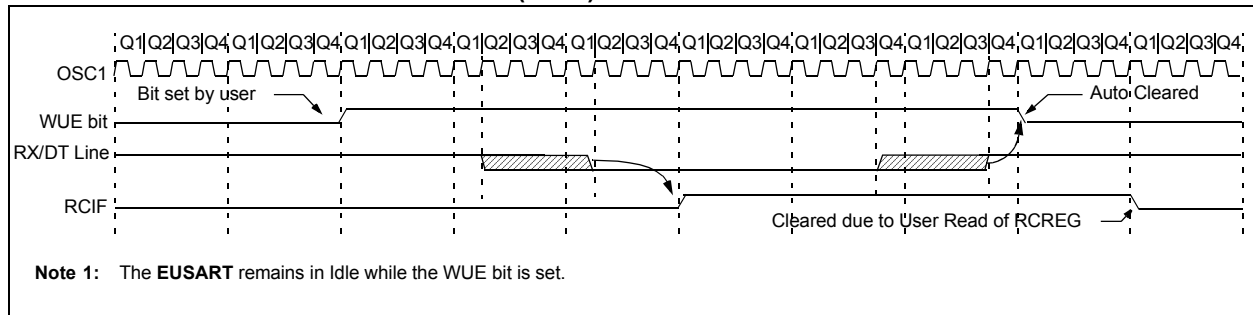 Q1 Q2 Q3 Q4 Q1 Q2 Q3 Q4 Q1 Q2 Q3 Q4 Q1 Q2 Q3 Q4 Q1 Q2 Q3 Q4 Q1 Q2 Q3 Q4 Q1 Q2 Q3 Q4 Q1 Q2 Q3 Q4 Q1 Q2 Q3 Q4 Q1 Q2 Q3 Q4
OSC1
Bit set by user
Auto Cleared
WUE bit
RX/DT Line
RCIF
Cleared due to User Read of RCREG
Note 1: The EUSART remains in Idle while the WUE bit is set.